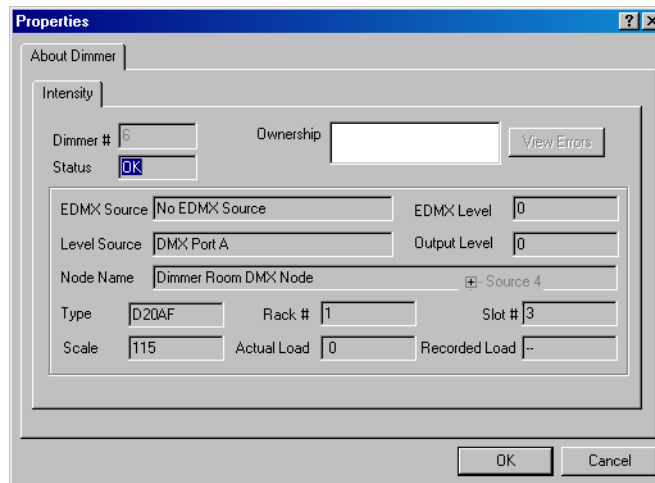 Properties
About Dimmer
Intensity
Dimmer # 6 Ownership View Errors
Status OK
EDMX Source No EDMX Source EDMX Level 0
Level Source DMX Port A Output Level 0
Node Name Dimmer Room DMX Node
Source 4
Type D20AF Rack # 1 Slot # 3
Scale 115 Actual Load 0 Recorded Load --
OK Cancel